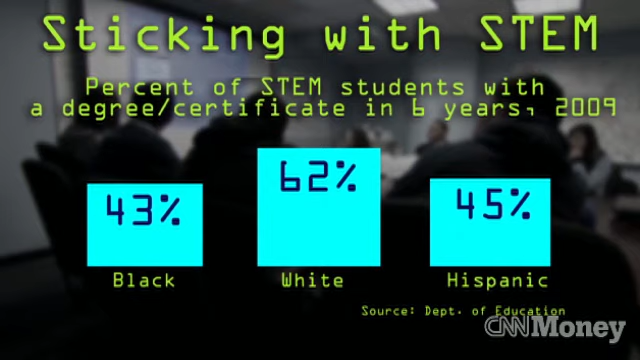 Sticking with STEM
Percent of STEM students with
a degree/certificate in 6 years, 2009
43%
62%
45%
Black
White
Hispanic
Source: Dept. of Education
CNNMoney